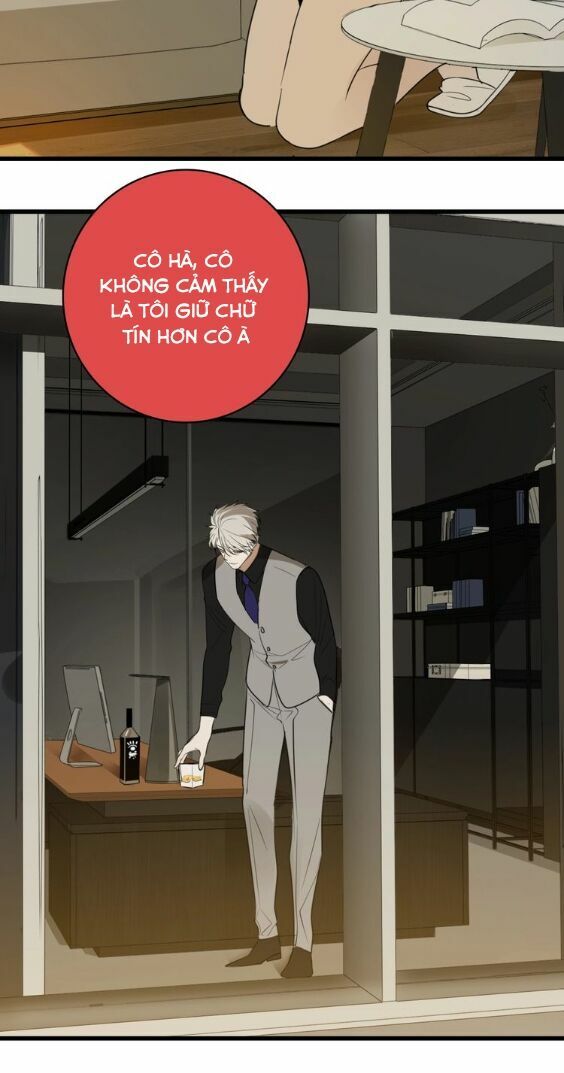 CÔ HÀ, CÔ
KHÔNG CẢM THẤY
LÀ TÔI GIỮ CHỮ
TÍN HƠN CÔ À